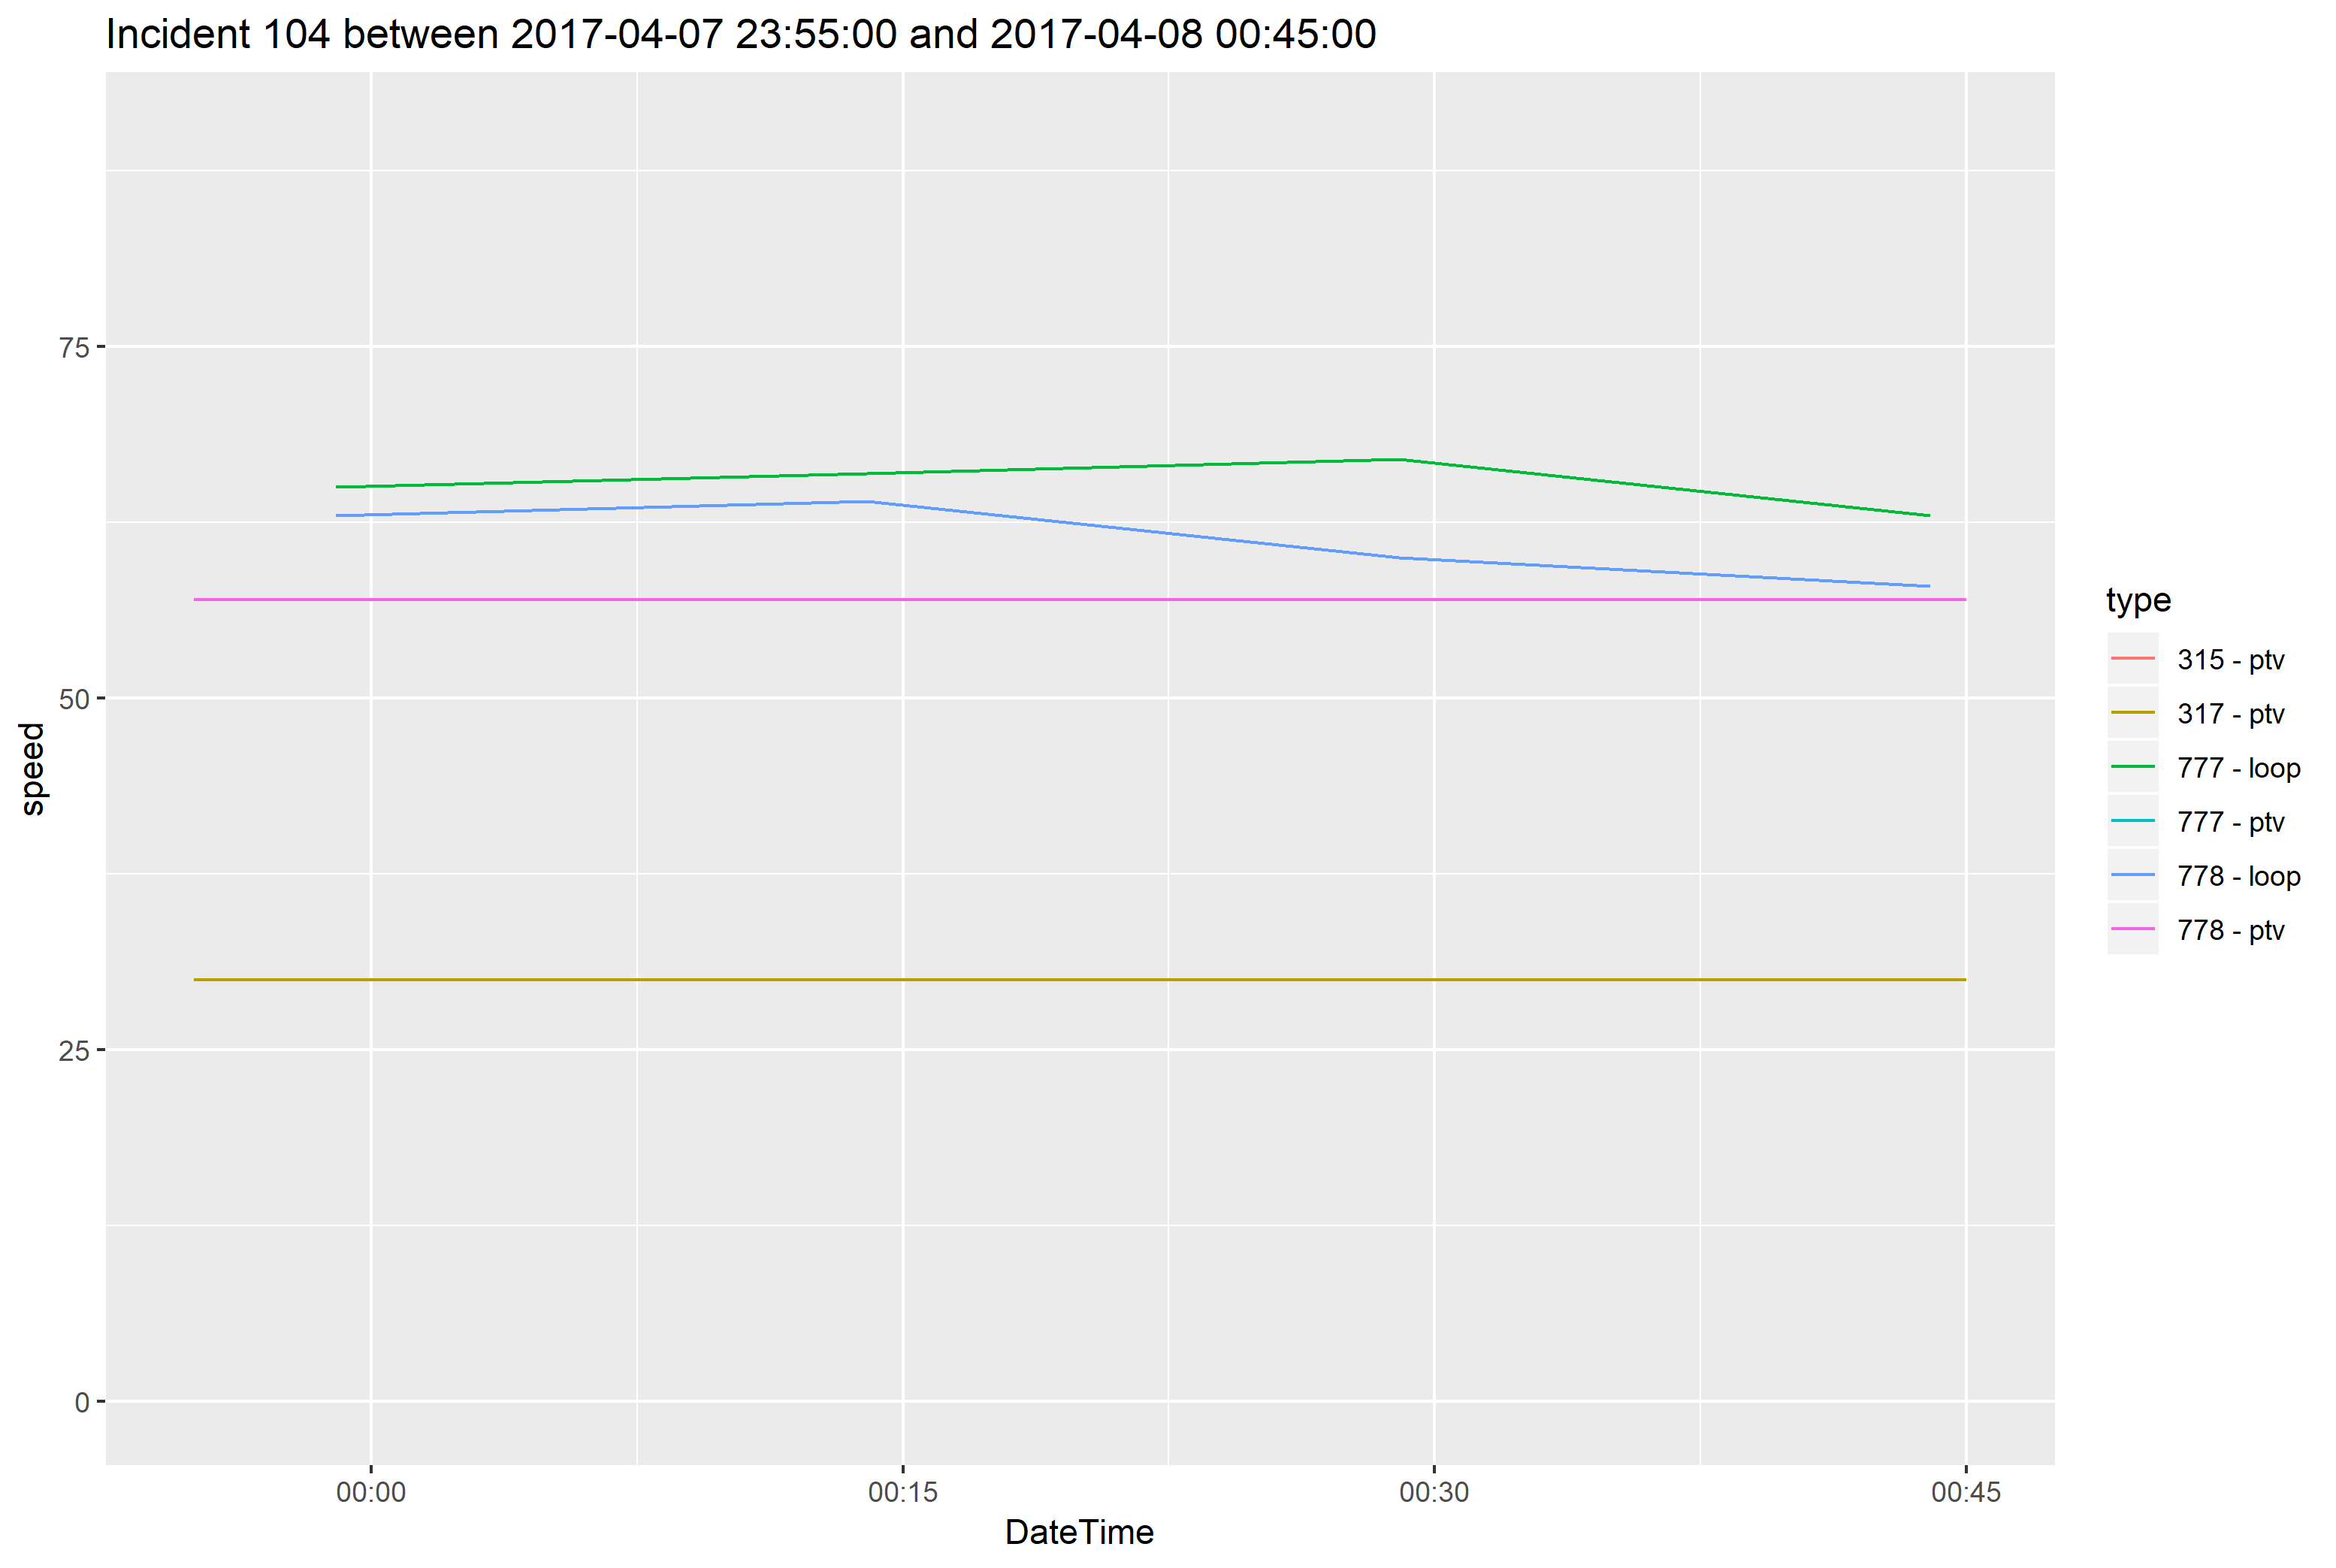 Incident 104 between 2017-04-07 23:55:00 and 2017-04-08 00:45:00
75
50
25
0
speed
00:00
00:15
00:30
00:45
DateTime
type
315 - ptv
317 - ptv
777 - loop
777 - ptv
778 - loop
778 - ptv